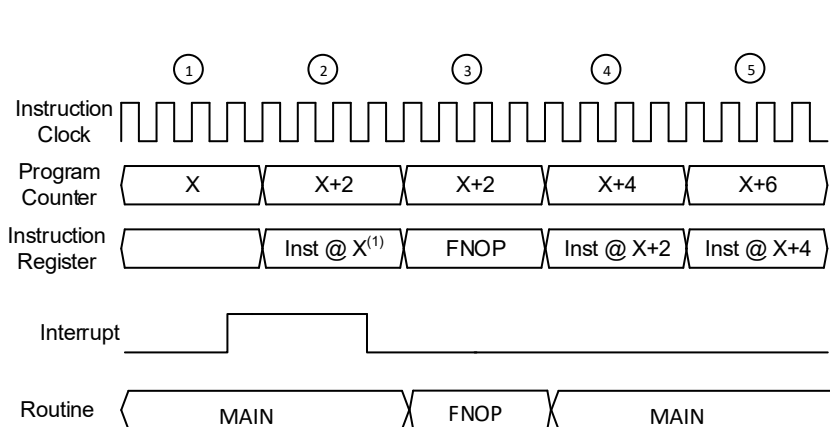 1 2 3 4 5
Instruction
Clock
Program
Counter
X X+2 X+2 X+4 X+6
Instruction
Register
Inst @ X(1) FNOP Inst @ X+2 Inst @ X+4
Interrupt
Routine MAIN FNOP MAIN